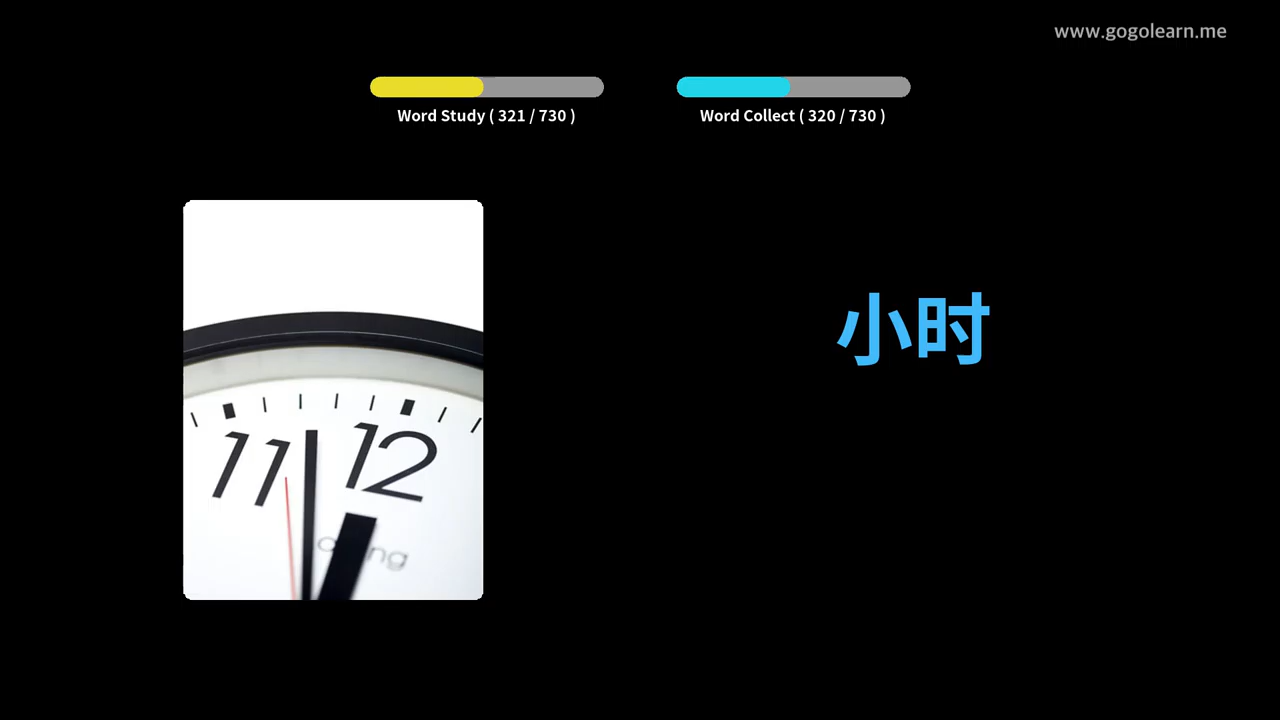 www.gogolearn.me
Word Study ( 321 / 730 )
Word Collect ( 320 / 730 )
小时
11
12